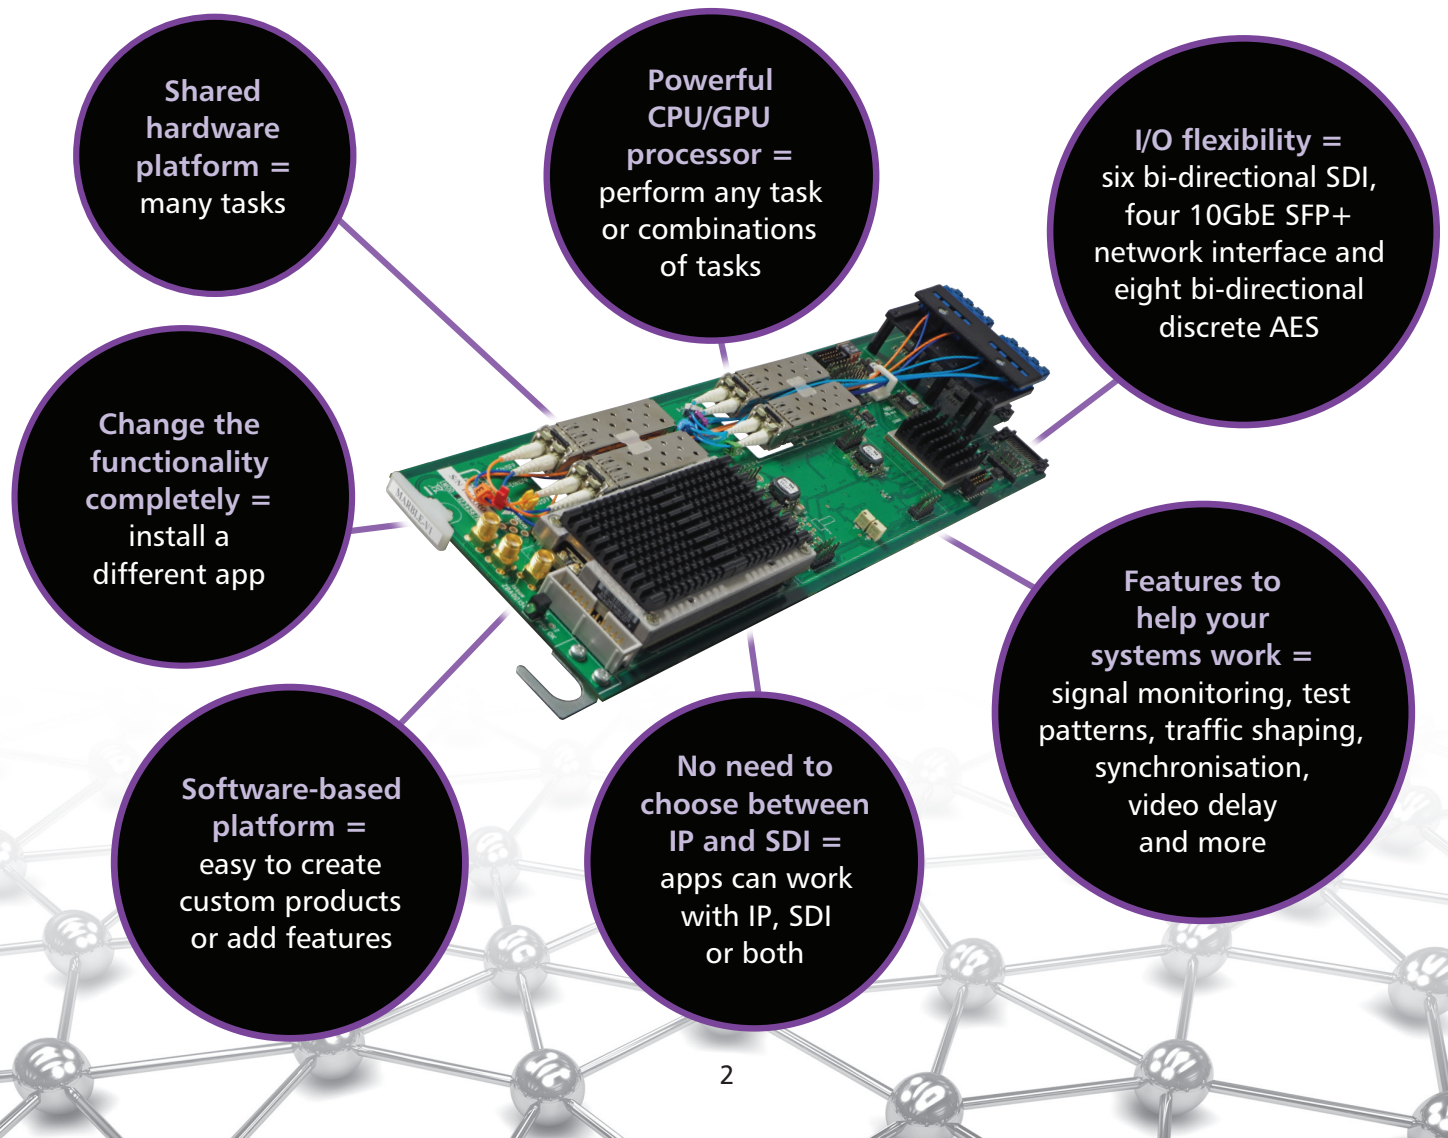 Shared
hardware
platform =
many tasks
Powerful
CPU/GPU
processor =
perform any task
or combinations
of tasks
I/O flexibility =
six bi-directional SDI,
four 10GbE SFP+
network interface and
eight bi-directional
discrete AES
Change the
functionality
completely =
install a
different app
MARBLE-V1
Features to
help your
systems work =
signal monitoring, test
patterns, traffic shaping,
synchronisation,
video delay
and more
Software-based
platform =
easy to create
custom products
or add features
No need to
choose between
IP and SDI =
apps can work
with IP, SDI
or both
2